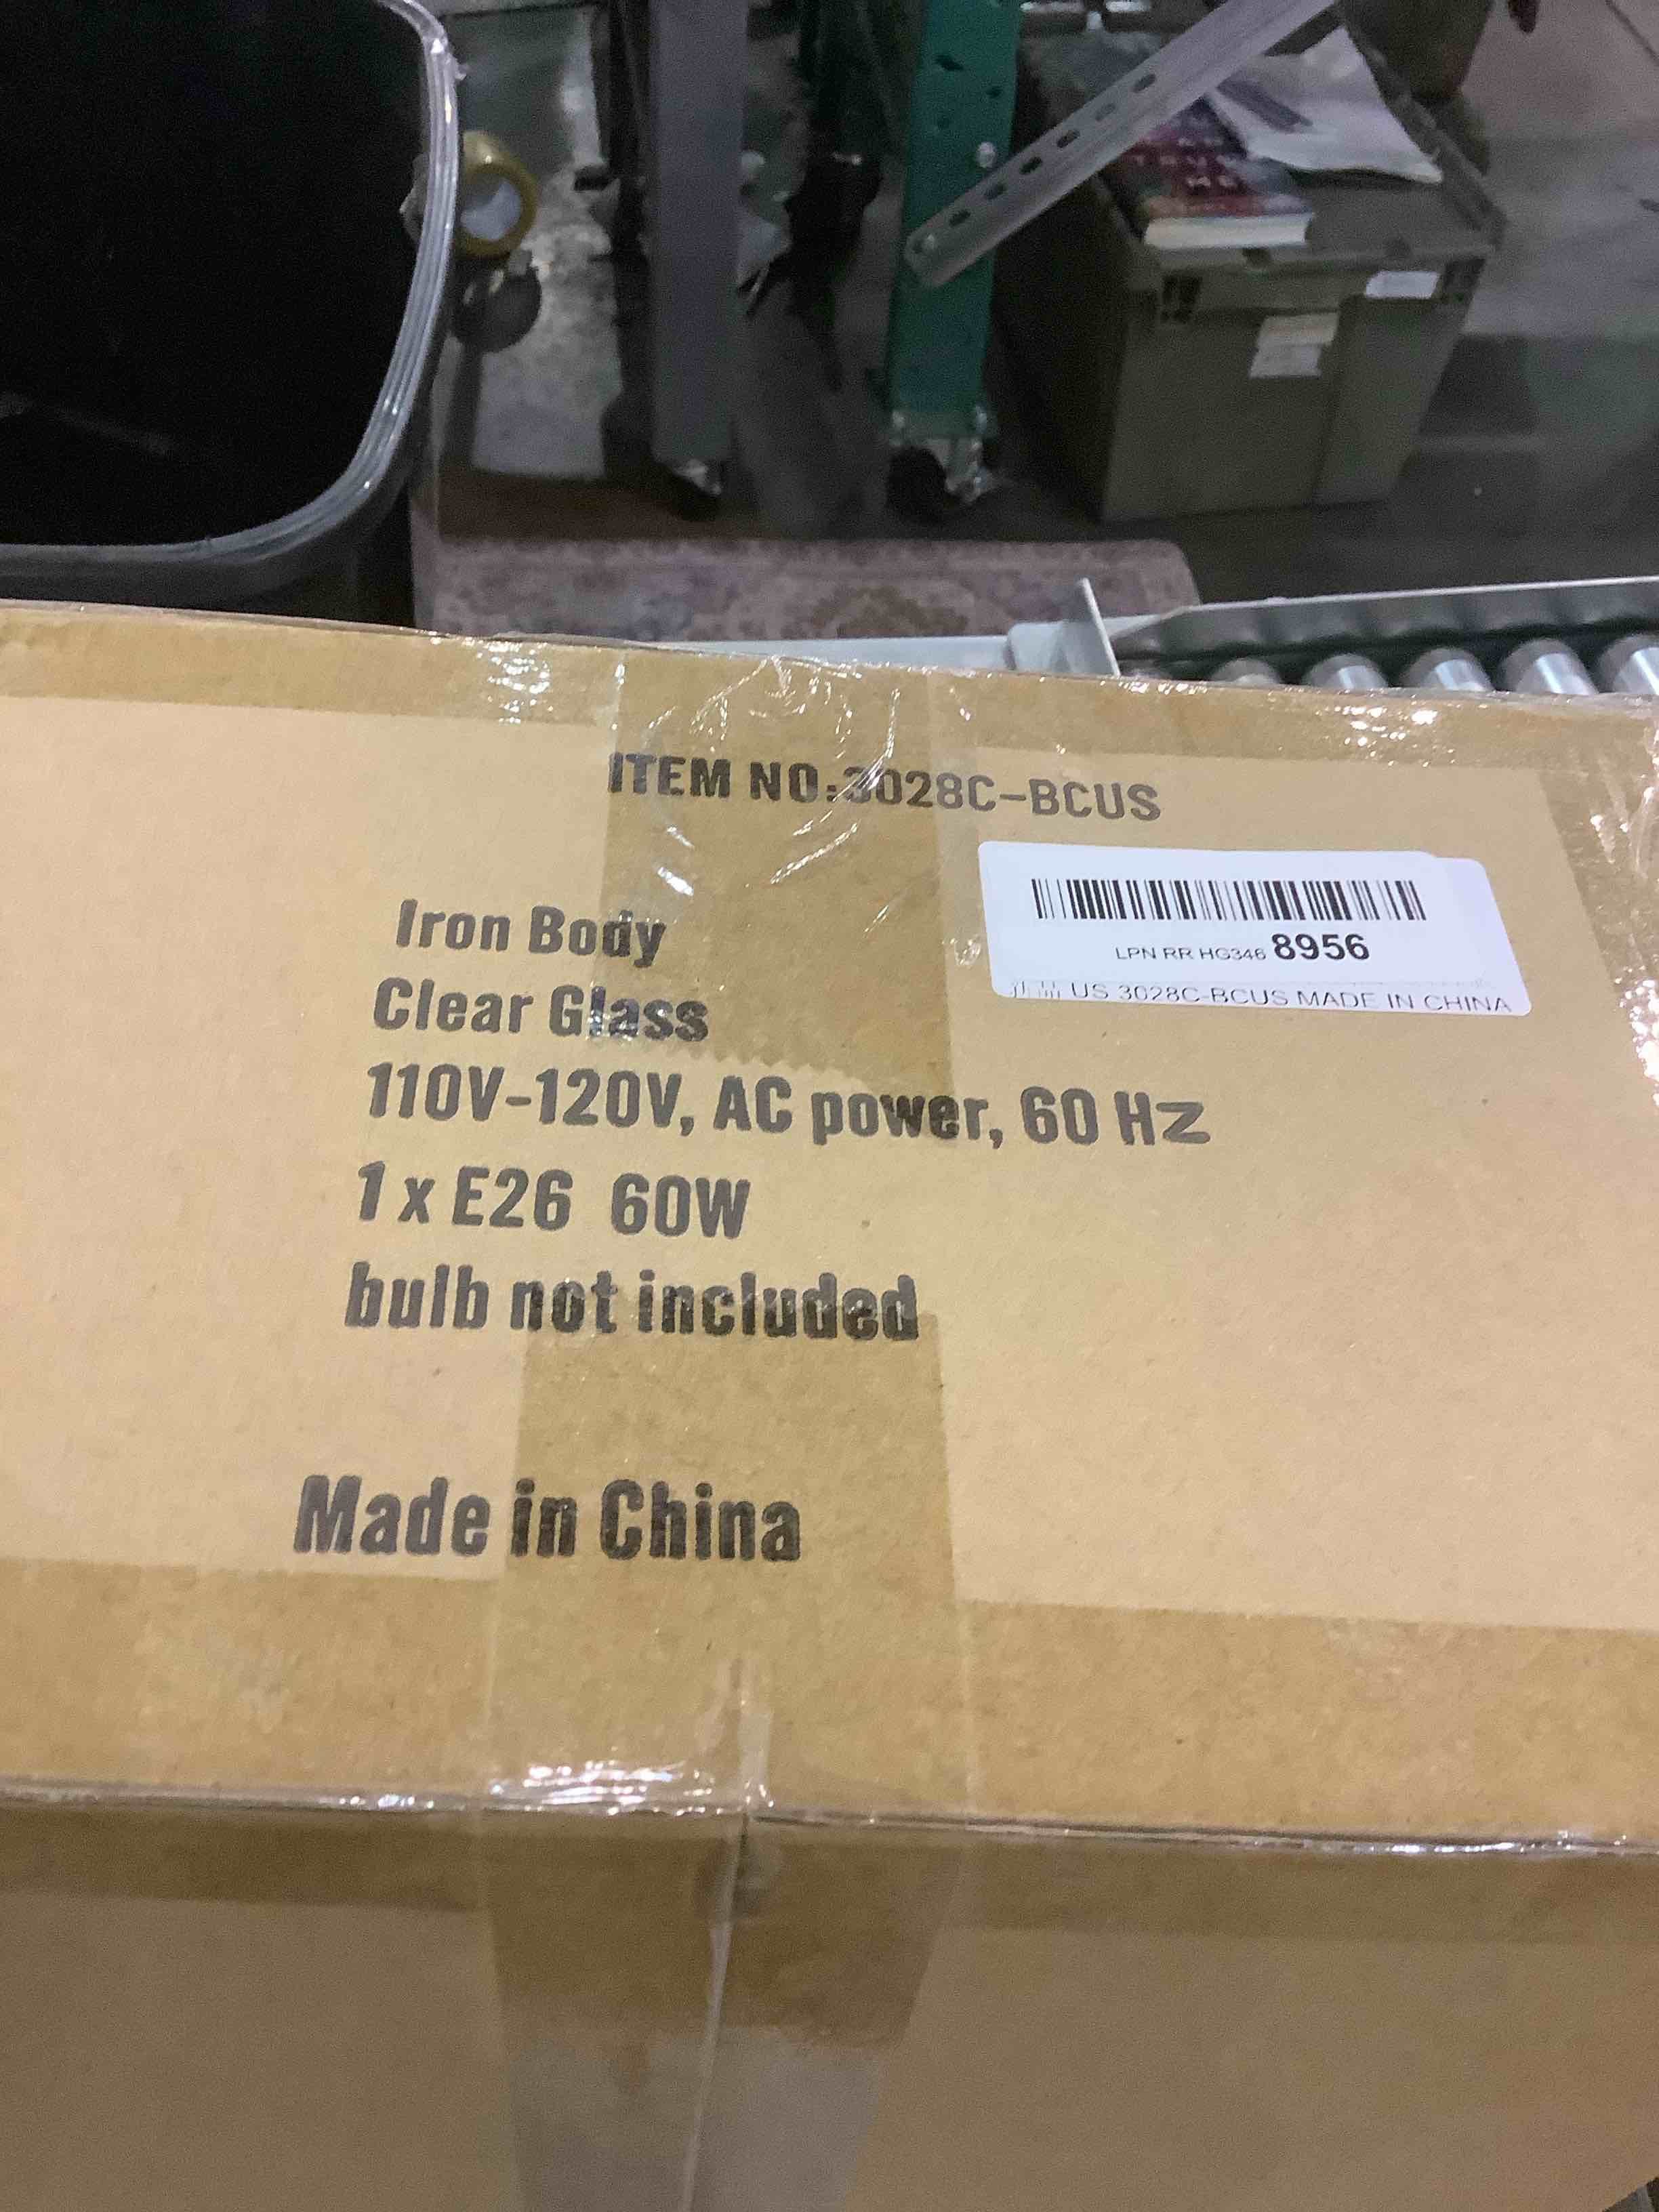 ITEM NO:3028C-BCUS
LPN RR HG346 8956
US 3028C-BCUS MADE IN CHINA
Iron Body
Clear Glass
110V-120V, AC power, 60 Hz
1 x E26 60W
bulb not included
Made in China